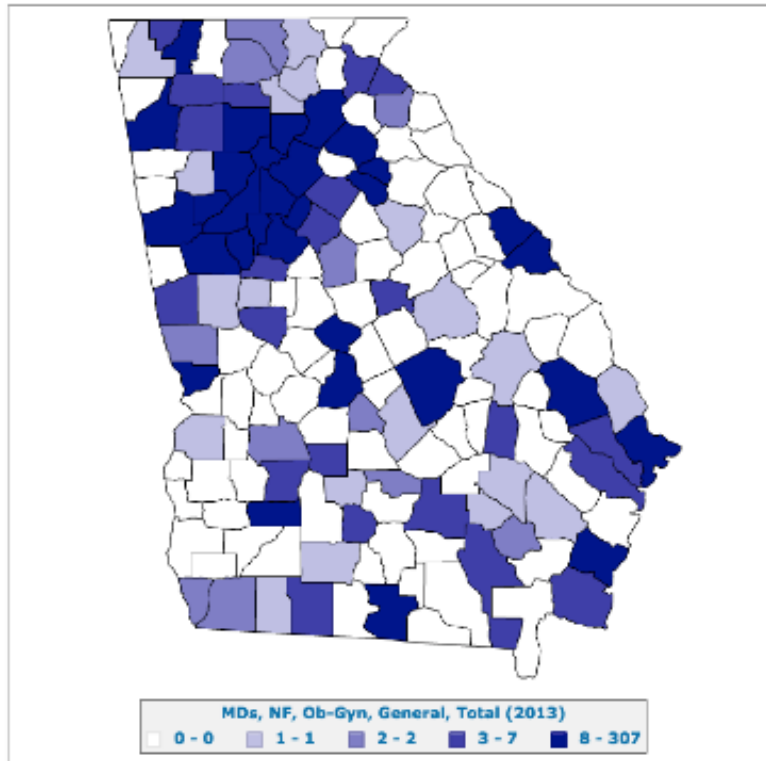 MDs, NF, Ob-Gyn, General, Total (2013)
0 - 0 1 - 1 2 - 2 3 - 7 8 - 307